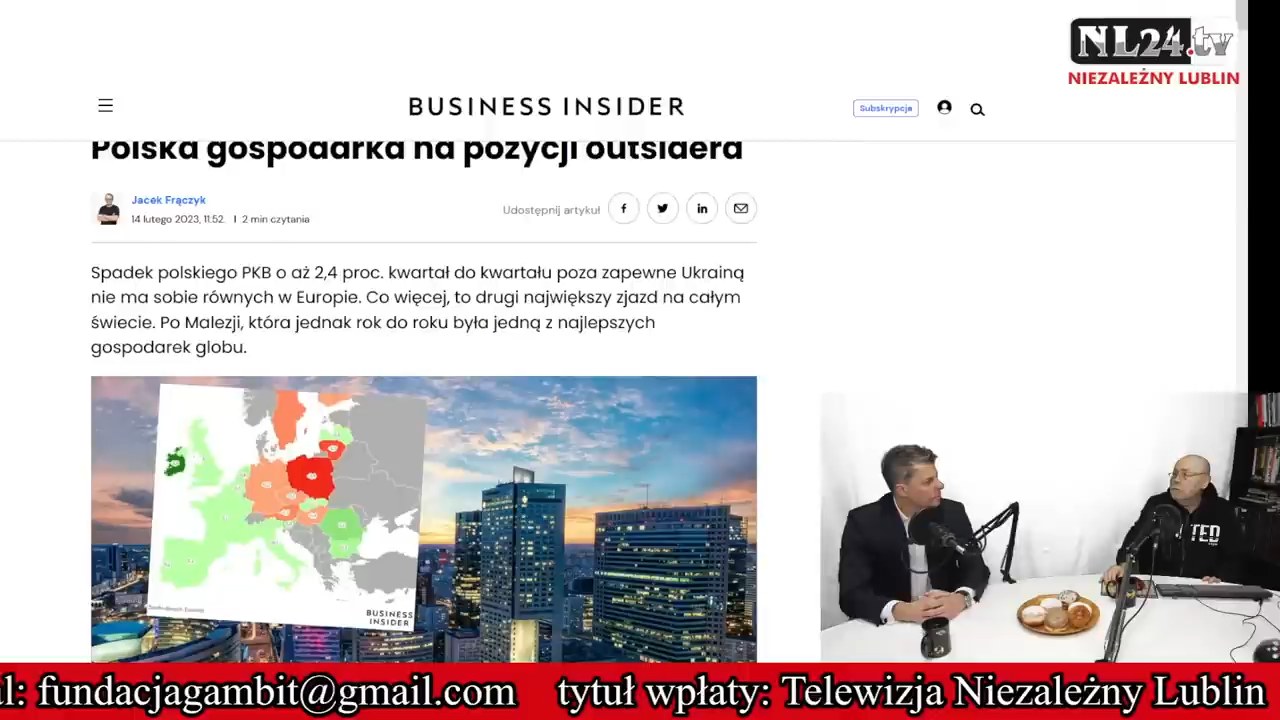 NL24.tv
NIEZALEŻNY LUBLIN
BUSINESS INSIDER
Subskrypcja
Polska gospodarka na pozycji outsidera
Jacek Frączyk
14 lutego 2023, 11:52. | 2 min czytania
Udostępnij artykuł
Spadek polskiego PKB o aż 2,4 proc. kwartał do kwartału poza zapewne Ukrainą
nie ma sobie równych w Europie. Co więcej, to drugi największy zjazd na całym
świecie. Po Malezji, która jednak rok do roku była jedną z najlepszych
gospodarek globu.
BUSINESS
INSIDER
TED
ul: fundacjagambit@gmail.com tytuł wpłaty: Telewizja Niezależny Lublin